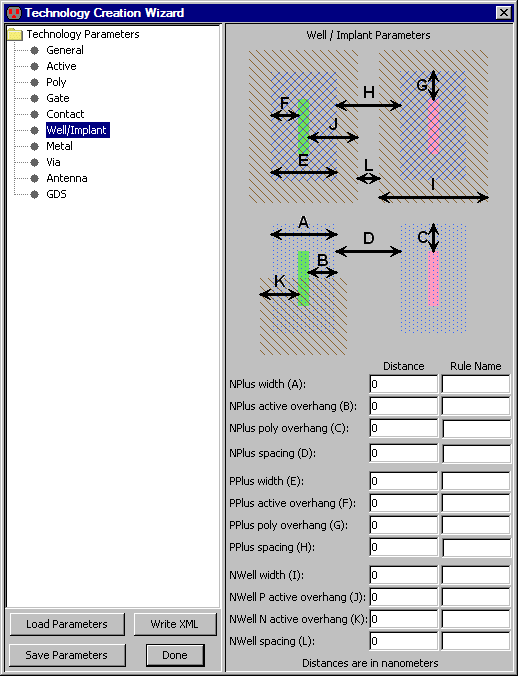 Technology Creation Wizard
Technology Parameters
General
Active
Poly
Gate
Contact
Well/Implant
Metal
Via
Antenna
GDS
Load Parameters
Write XML
Save Parameters
Done
Well / Implant Parameters
G
H
F
J
E
L
I
A
D
C
B
K
Distance Rule Name
NPlus width (A): 0
NPlus active overhang (B): 0
NPlus poly overhang (C): 0
NPlus spacing (D): 0
PPlus width (E): 0
PPlus active overhang (F): 0
PPlus poly overhang (G): 0
PPlus spacing (H): 0
NWell width (I): 0
NWell P active overhang (J): 0
NWell N active overhang (K): 0
NWell spacing (L): 0
Distances are in nanometers